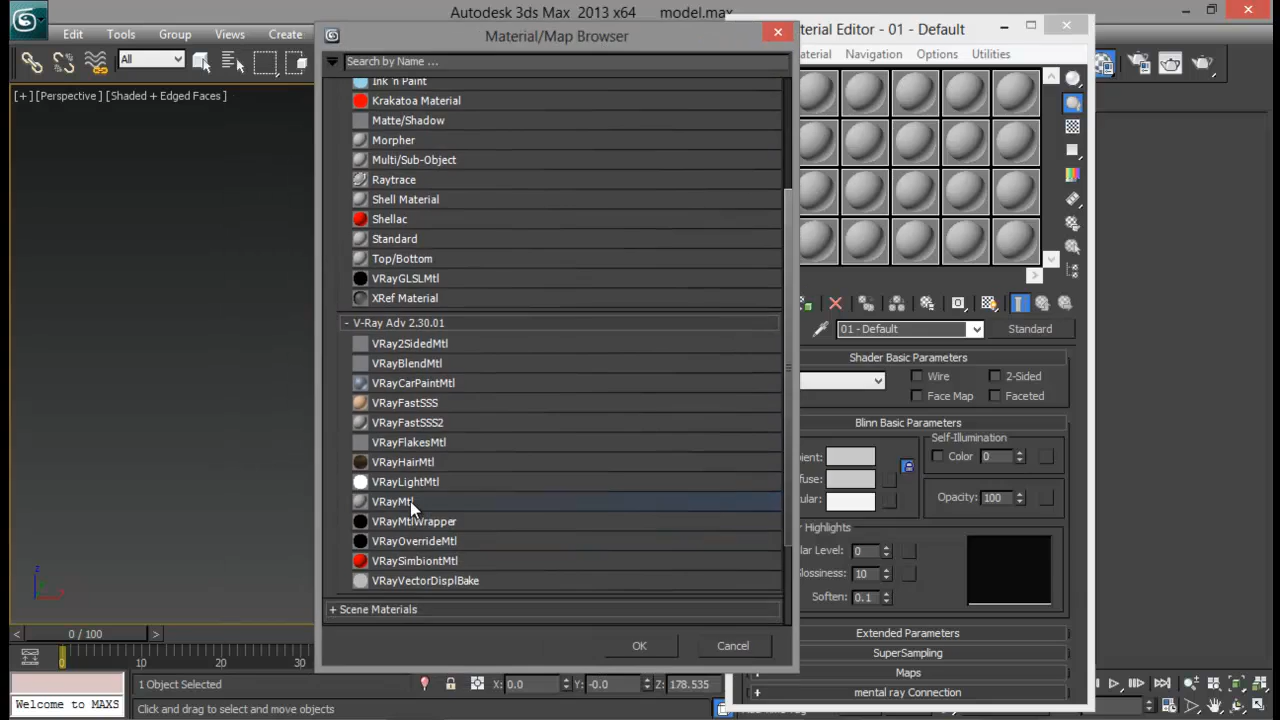 Autodesk 3ds Max 2013 x64 model.max
Edit Tools Group Views Create
All
[+] [Perspective ] [Shaded + Edged Faces ]
Material/Map Browser
Search by Name ...
Ink 'n Paint
Krakatoa Material
Matte/Shadow
Morpher
Multi/Sub-Object
Raytrace
Shell Material
Shellac
Standard
Top/Bottom
VRayGLSLMtl
XRef Material
- V-Ray Adv 2.30.01
VRay2SidedMtl
VRayBlendMtl
VRayCarPaintMtl
VRayFastSSS
VRayFastSSS2
VRayFlakesMtl
VRayHairMtl
VRayLightMtl
VRayMtl
VRayMtlWrapper
VRayOverrideMtl
VRaySimbiontMtl
VRayVectorDisplBake
+ Scene Materials
OK Cancel
terial Editor - 01 - Default
terial Navigation Options Utilities
01 - Default Standard
Shader Basic Parameters
Wire 2-Sided
Face Map Faceted
Blinn Basic Parameters
Self-Illumination
ient: Color 0
fuse:
ular: Opacity: 100
Highlights
lar Level: 0
lossiness: 10
Soften: 0.1
Extended Parameters
SuperSampling
+ Maps
+ mental ray Connection
< 0 / 100 >
0 10 20 30
1 Object Selected X: 0.0 Y: -0.0 Z: 178.535
Welcome to MAXS Click and drag to select and move objects